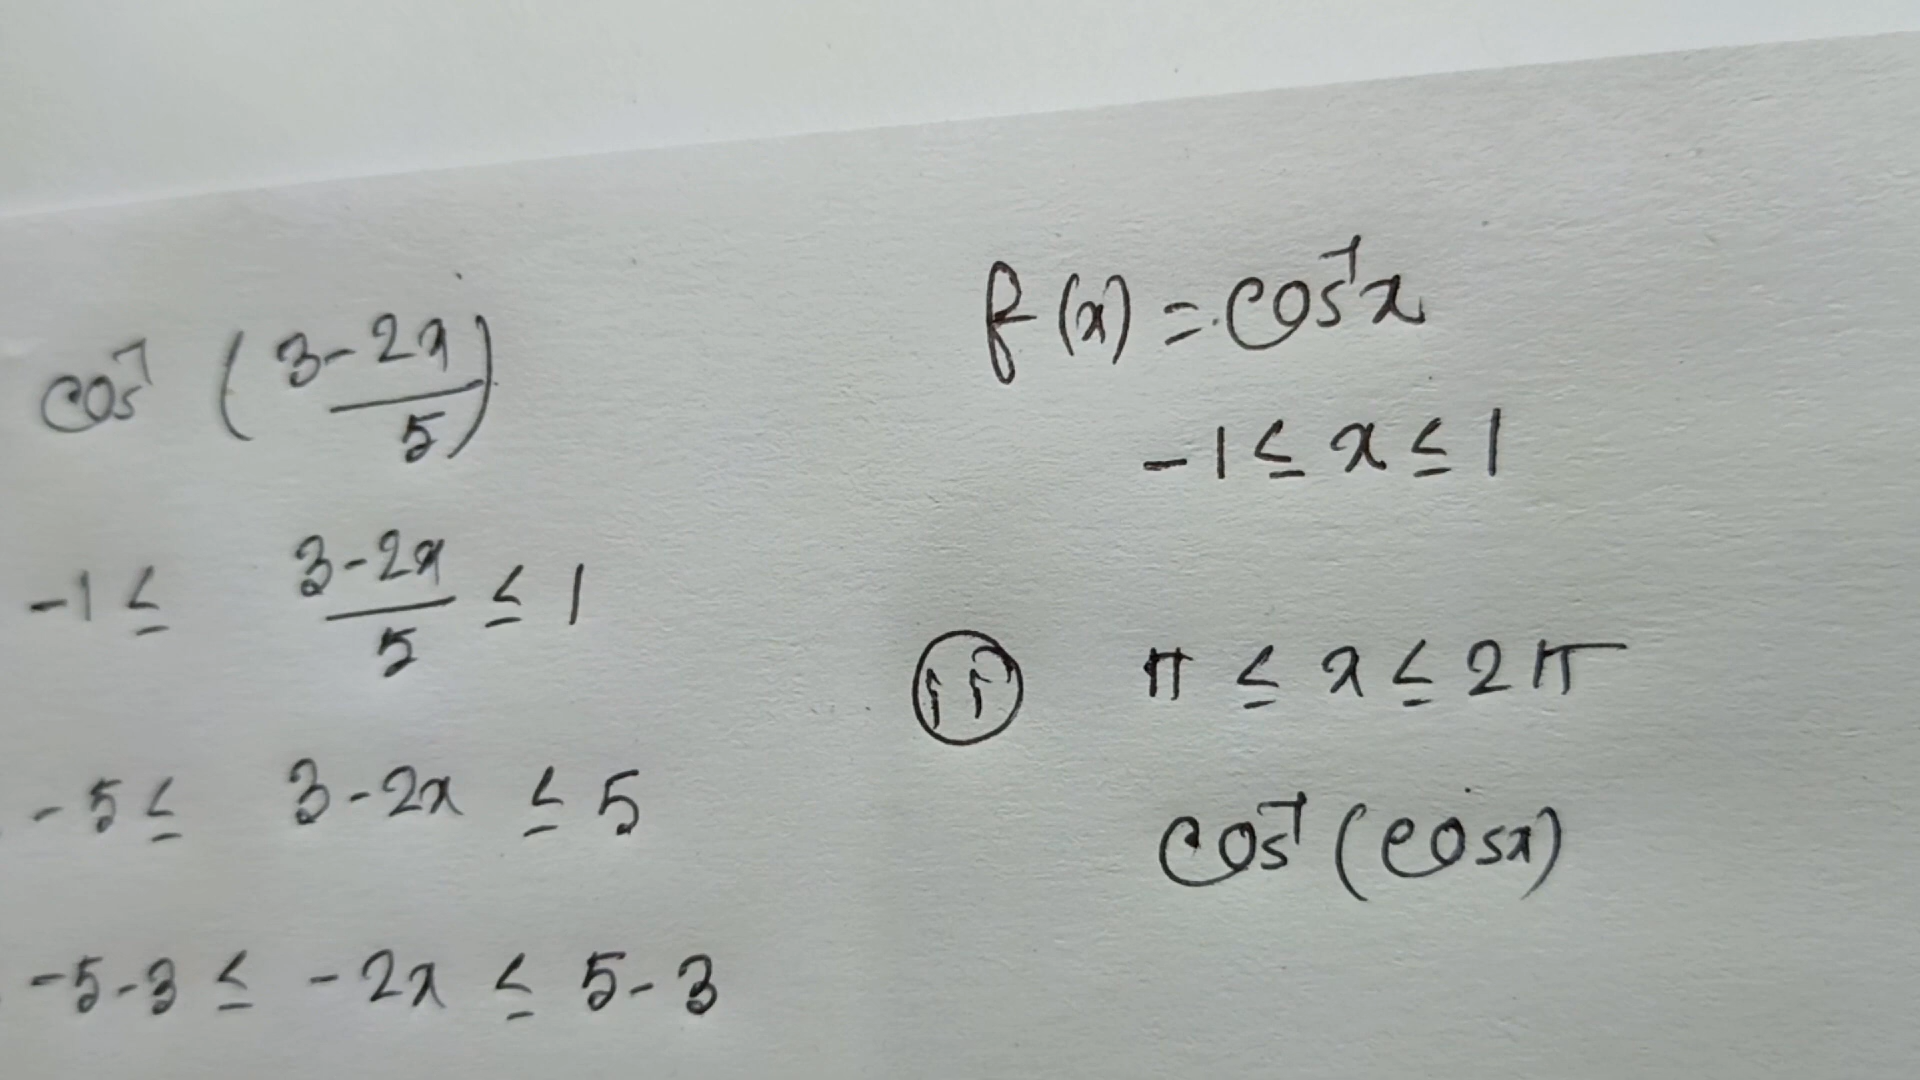 cos⁻¹ (3-2x/5)
-1 ≤ 3-2x/5 ≤ 1
-5 ≤ 3-2x ≤ 5
-5-3 ≤ -2x ≤ 5-3
f(x) = cos⁻¹x
-1 ≤ x ≤ 1
(ii) π ≤ x ≤ 2π
cos⁻¹ (cosx)